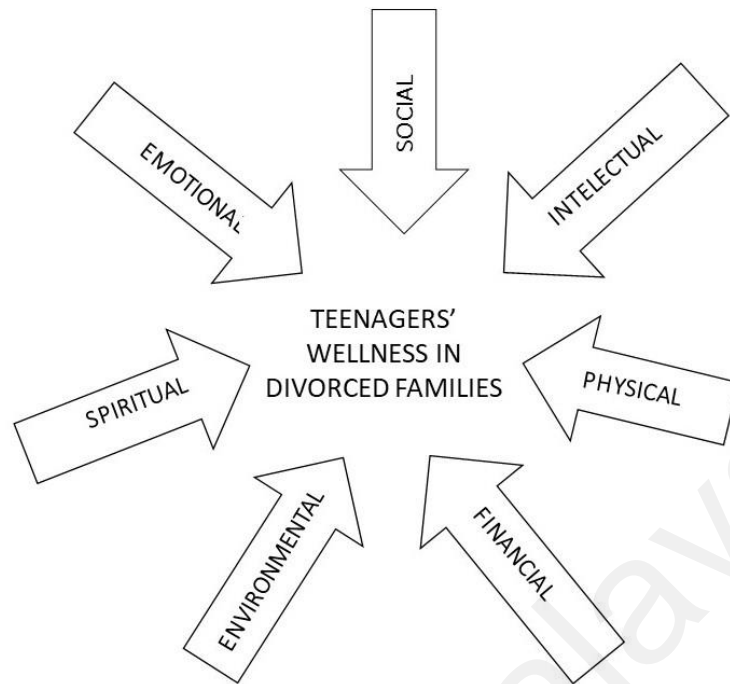 SOCIAL
EMOTIONAL
INTELECTUAL
TEENAGERS'
WELLNESS IN
DIVORCED FAMILIES
SPIRITUAL
PHYSICAL
ENVIRONMENTAL
FINANCIAL